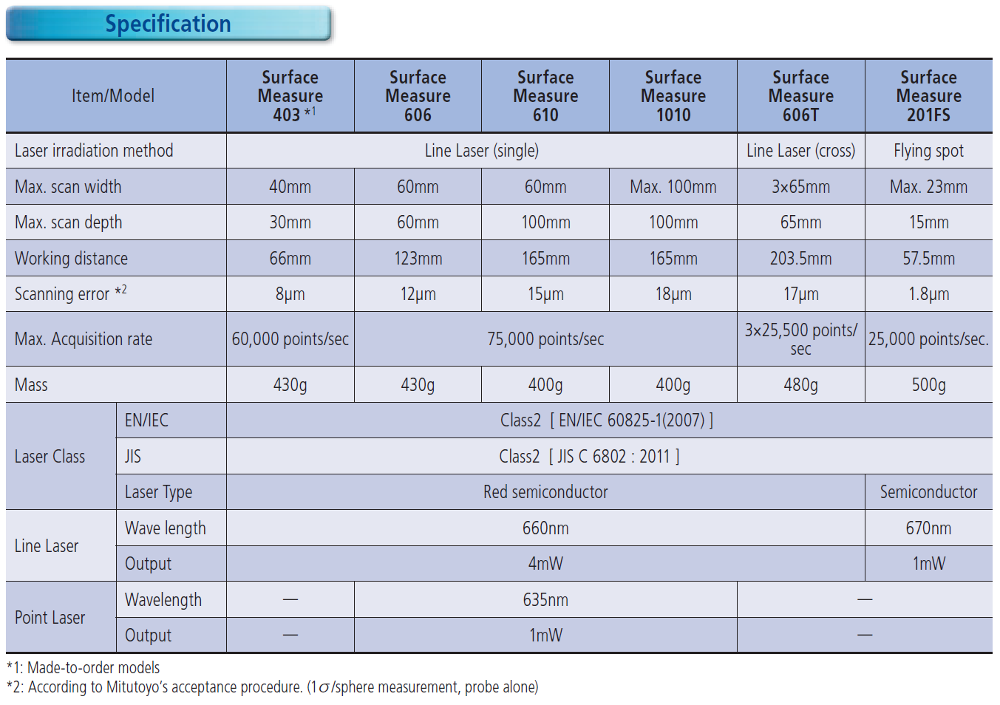 Specification
Item/Model Surface Measure 403 *1 Surface Measure 606 Surface Measure 610 Surface Measure 1010 Surface Measure 606T Surface Measure 201FS
Laser irradiation method Line Laser (single) Line Laser (cross) Flying spot
Max. scan width 40mm 60mm 60mm Max. 100mm 3×65mm Max. 23mm
Max. scan depth 30mm 60mm 100mm 100mm 65mm 15mm
Working distance 66mm 123mm 165mm 165mm 203.5mm 57.5mm
Scanning error *2 8μm 12μm 15μm 18μm 17μm 1.8μm
Max. Acquisition rate 60,000 points/sec 75,000 points/sec 3×25,500 points/sec 25,000 points/sec.
Mass 430g 430g 400g 400g 480g 500g
Laser Class EN/IEC Class2 [ EN/IEC 60825-1(2007) ]
JIS Class2 [ JIS C 6802 : 2011 ]
Laser Type Red semiconductor Semiconductor
Line Laser Wave length 660nm 670nm
Output 4mW 1mW
Point Laser Wavelength — 635nm —
Output — 1mW —
*1: Made-to-order models
*2: According to Mitutoyo’s acceptance procedure. (1σ/sphere measurement, probe alone)